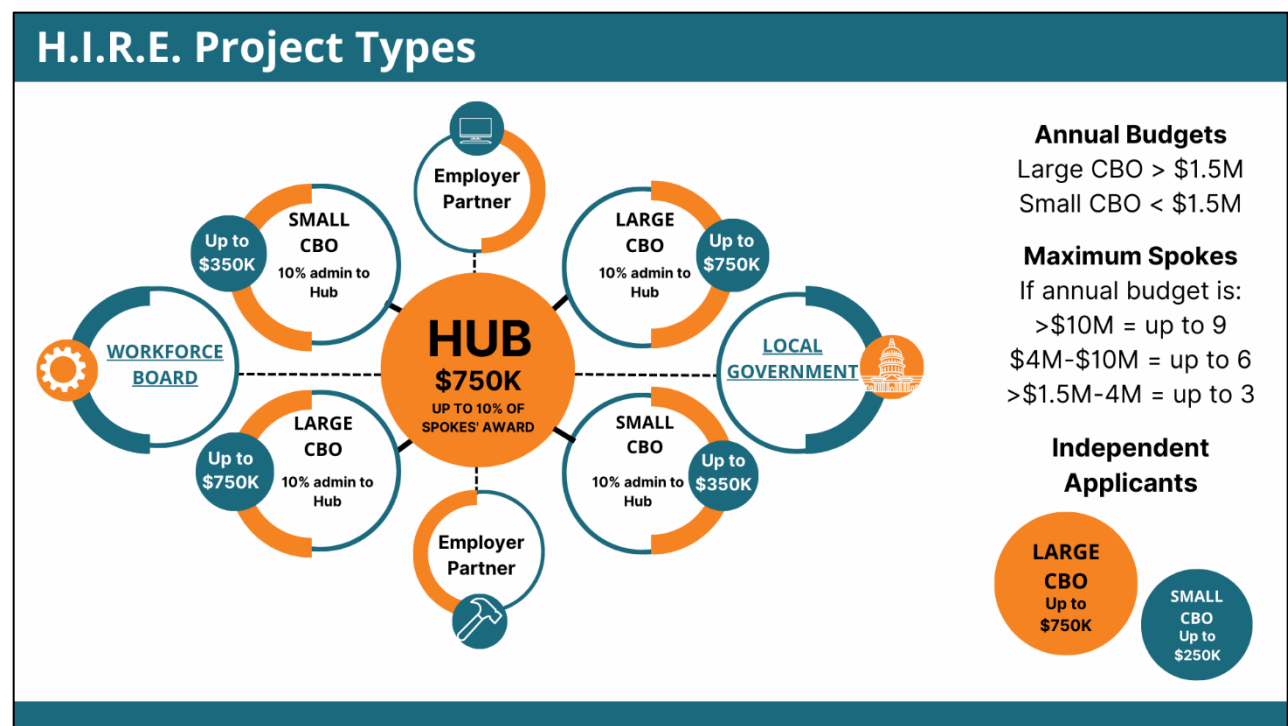 H.I.R.E. Project Types
Employer
Partner
SMALL
CBO
10% admin to
Hub
Up to
$350K
LARGE
CBO
10% admin to
Hub
Up to
$750K
WORKFORCE
BOARD
HUB
$750K
UP TO 10% OF
SPOKES' AWARD
LOCAL
GOVERNMENT
LARGE
CBO
10% admin to
Hub
Up to
$750K
SMALL
CBO
10% admin to
Hub
Up to
$350K
Employer
Partner
Annual Budgets
Large CBO > $1.5M
Small CBO < $1.5M
Maximum Spokes
If annual budget is:
>$10M = up to 9
$4M-$10M = up to 6
>$1.5M-4M = up to 3
Independent
Applicants
LARGE
CBO
Up to
$750K
SMALL
CBO
Up to
$250K